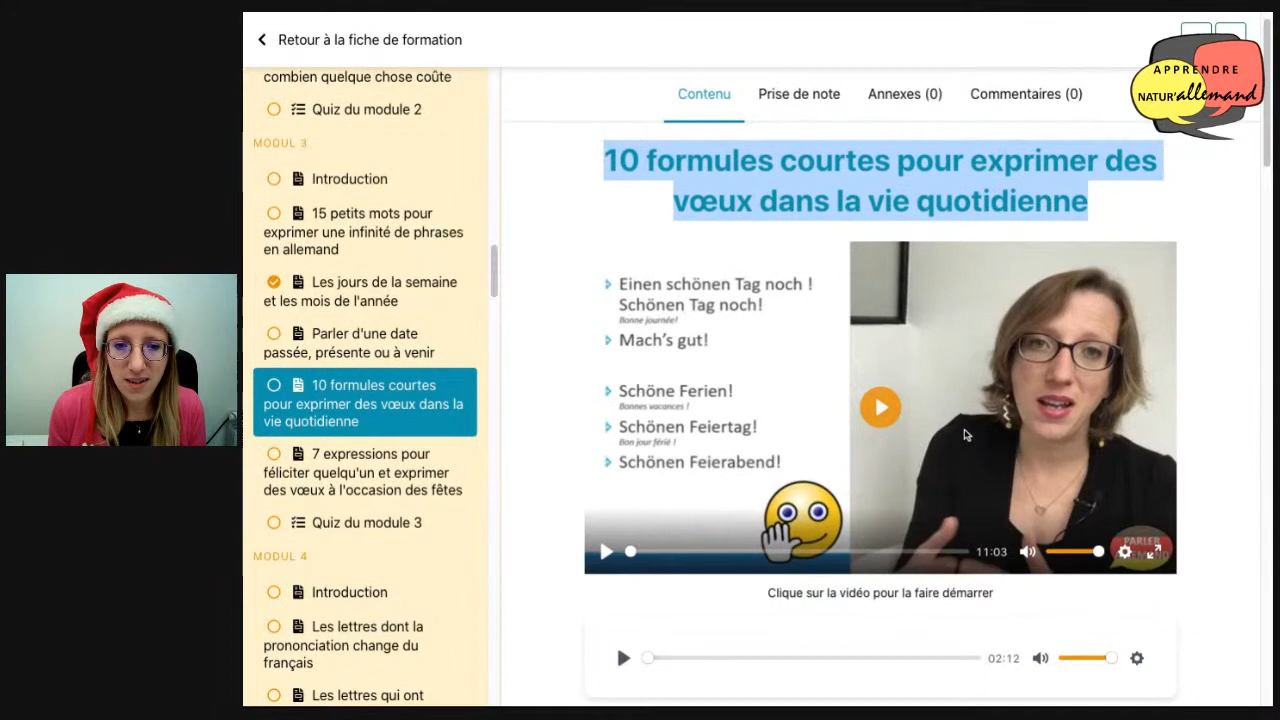 Retour à la fiche de formation
APPRENDRE
NATUR'allemand
combien quelque chose coûte
Quiz du module 2
MODUL 3
Introduction
15 petits mots pour
exprimer une infinité de phrases
en allemand
Les jours de la semaine
et les mois de l'année
Parler d'une date
passée, présente ou à venir
10 formules courtes
pour exprimer des vœux dans la
vie quotidienne
7 expressions pour
féliciter quelqu'un et exprimer
des vœux à l'occasion des fêtes
Quiz du module 3
MODUL 4
Introduction
Les lettres dont la
prononciation change du
français
Les lettres qui ont
Contenu
Prise de note
Annexes (0)
Commentaires (0)
10 formules courtes pour exprimer des
vœux dans la vie quotidienne
Einen schönen Tag noch !
Schönen Tag noch!
Bonne journée!
Mach's gut!
Schöne Ferien!
Bonnes vacances !
Schönen Feiertag!
Bon jour férié !
Schönen Feierabend!
11:03
PARLER
ALLEMAND
Clique sur la vidéo pour la faire démarrer
02:12